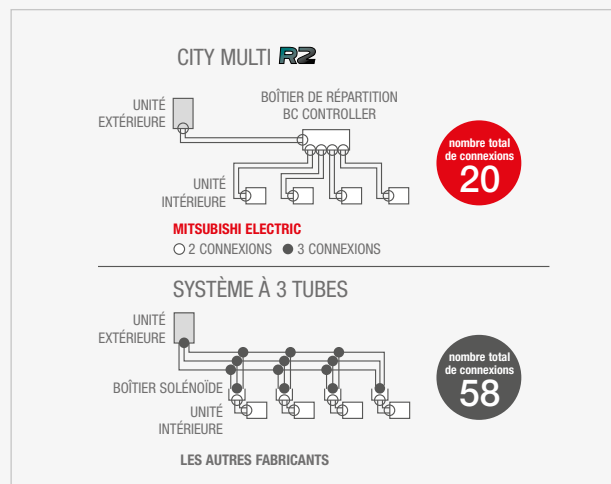 CITY MULTI R2
UNITÉ
EXTÉRIEURE
BOÎTIER DE RÉPARTITION
BC CONTROLLER
UNITÉ
INTÉRIEURE
nombre total
de connexions
20
MITSUBISHI ELECTRIC
2 CONNEXIONS 3 CONNEXIONS
SYSTÈME À 3 TUBES
UNITÉ
EXTÉRIEURE
BOÎTIER SOLÉNOÏDE
UNITÉ
INTÉRIEURE
nombre total
de connexions
58
LES AUTRES FABRICANTS